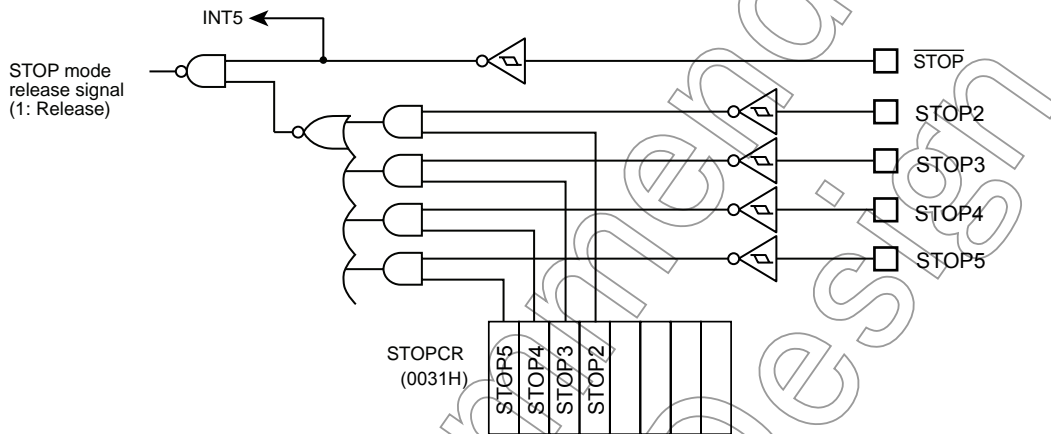 INT5
STOP mode
release signal
(1: Release)
STOP
STOP2
STOP3
STOP4
STOP5
STOPCR
(0031H)
STOP5
STOP4
STOP3
STOP2